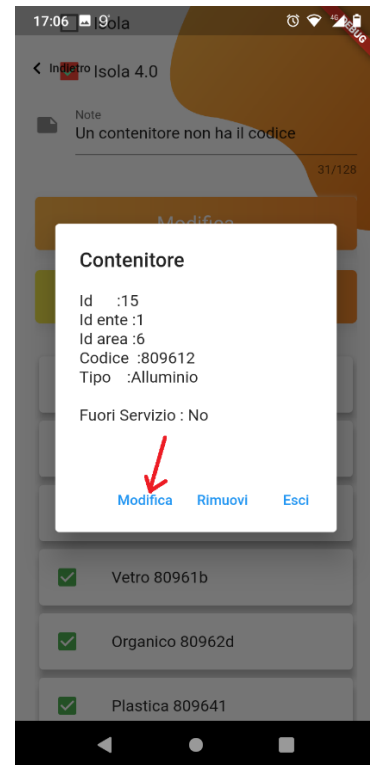 17:06 9° 4G
DEBUG
Isola
Indietro Isola 4.0
Note
Un contenitore non ha il codice
31/128
Modifica
Contenitore
Id :15
Id ente :1
Id area :6
Codice :809612
Tipo :Alluminio
Fuori Servizio : No
Modifica Rimuovi Esci
Vetro 80961b
Organico 80962d
Plastica 809641